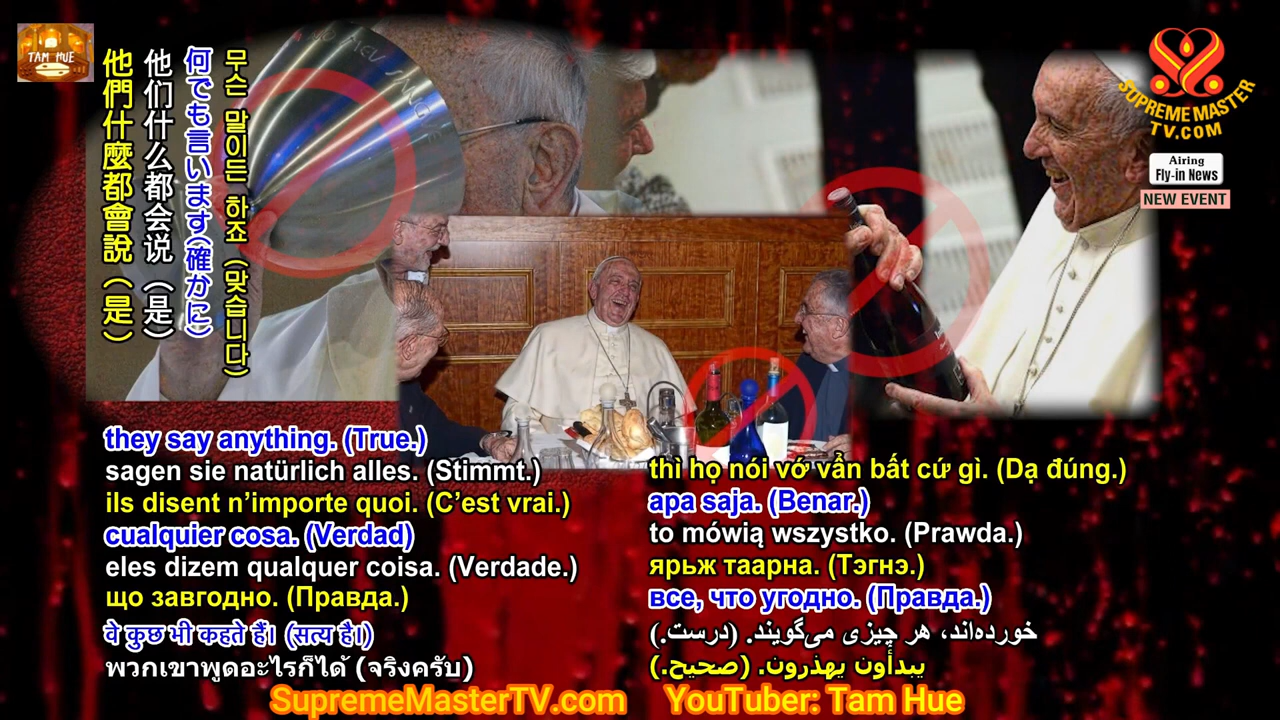 TAM HUE
他們什麼都會說（是）
他们什么都会说（是）
何でも言います(確かに)
무슨 말이든 하죠 (맞습니다)
SUPREME MASTER
TV.COM
Airing
Fly-in News
NEW EVENT
they say anything. (True.)
sagen sie natürlich alles. (Stimmt.)
ils disent n’importe quoi. (C’est vrai.)
cualquier cosa. (Verdad)
eles dizem qualquer coisa. (Verdade.)
що завгодно. (Правда.)
वे कुछ भी कहते हैं। (सत्य है।)
พวกเขาพูดอะไรก็ได้ (จริงครับ)
thì họ nói vớ vẩn bất cứ gì. (Dạ đúng.)
apa saja. (Benar.)
to mówią wszystko. (Prawda.)
ярьж таарна. (Тэгнэ.)
все, что угодно. (Правда.)
خورده‌اند، هر چیزی می‌گویند. (درست.)
يبدأون يهذرون. (صحيح.)
SupremeMasterTV.com
YouTuber: Tam Hue